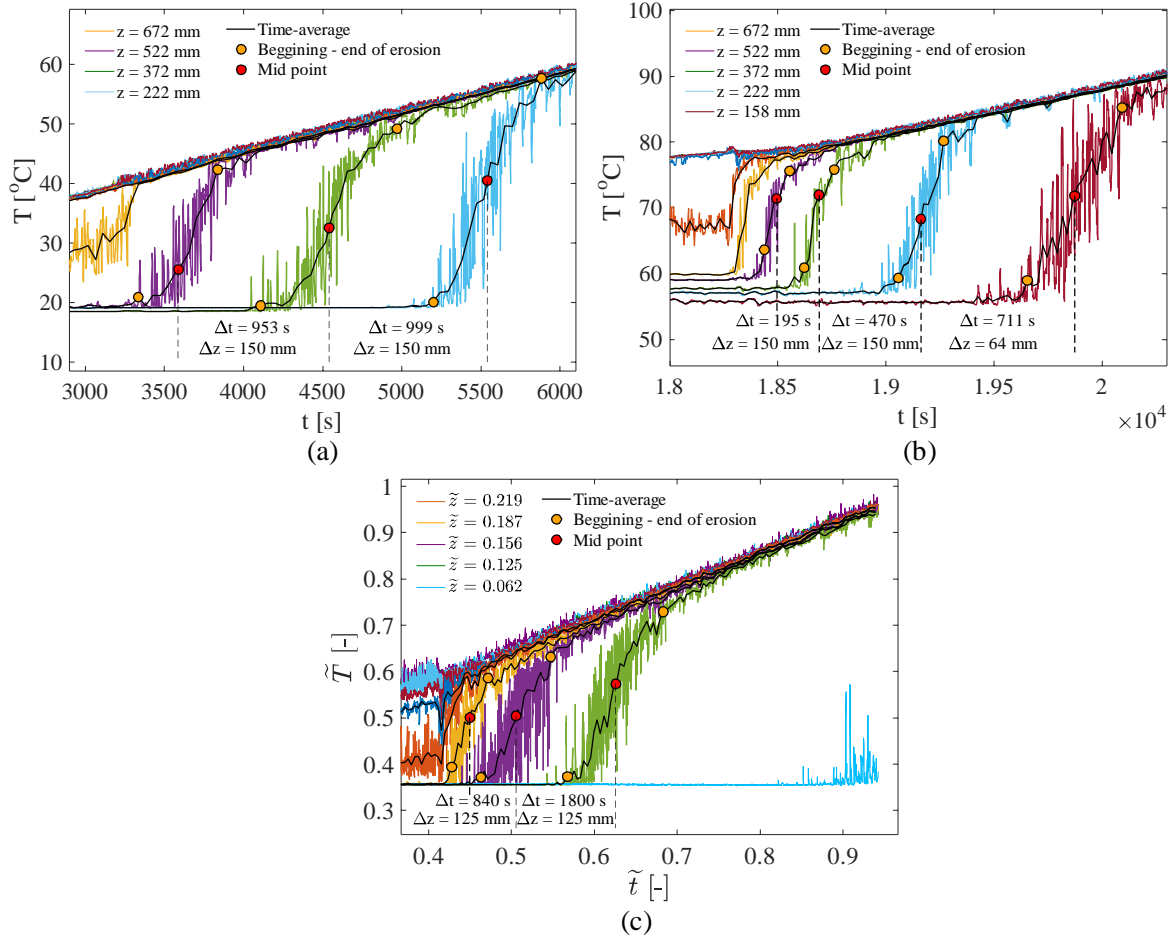 z = 672 mm
z = 522 mm
z = 372 mm
z = 222 mm
Time-average
Beggining - end of erosion
Mid point
60
50
40
30
20
10
T [°C]
Δt = 953 s
Δz = 150 mm
Δt = 999 s
Δz = 150 mm
3000 3500 4000 4500 5000 5500 6000
t [s]
(a)
z = 672 mm
z = 522 mm
z = 372 mm
z = 222 mm
z = 158 mm
Time-average
Beggining - end of erosion
Mid point
100
90
80
70
60
50
T [°C]
Δt = 195 s
Δz = 150 mm
Δt = 470 s
Δz = 150 mm
Δt = 711 s
Δz = 64 mm
1.8 1.85 1.9 1.95 2
×10⁴
t [s]
(b)
z̃ = 0.219
z̃ = 0.187
z̃ = 0.156
z̃ = 0.125
z̃ = 0.062
Time-average
Beggining - end of erosion
Mid point
1
0.9
0.8
0.7
0.6
0.5
0.4
0.3
T̃ [-]
Δt = 840 s
Δz = 125 mm
Δt = 1800 s
Δz = 125 mm
0.4 0.5 0.6 0.7 0.8 0.9
t̃ [-]
(c)